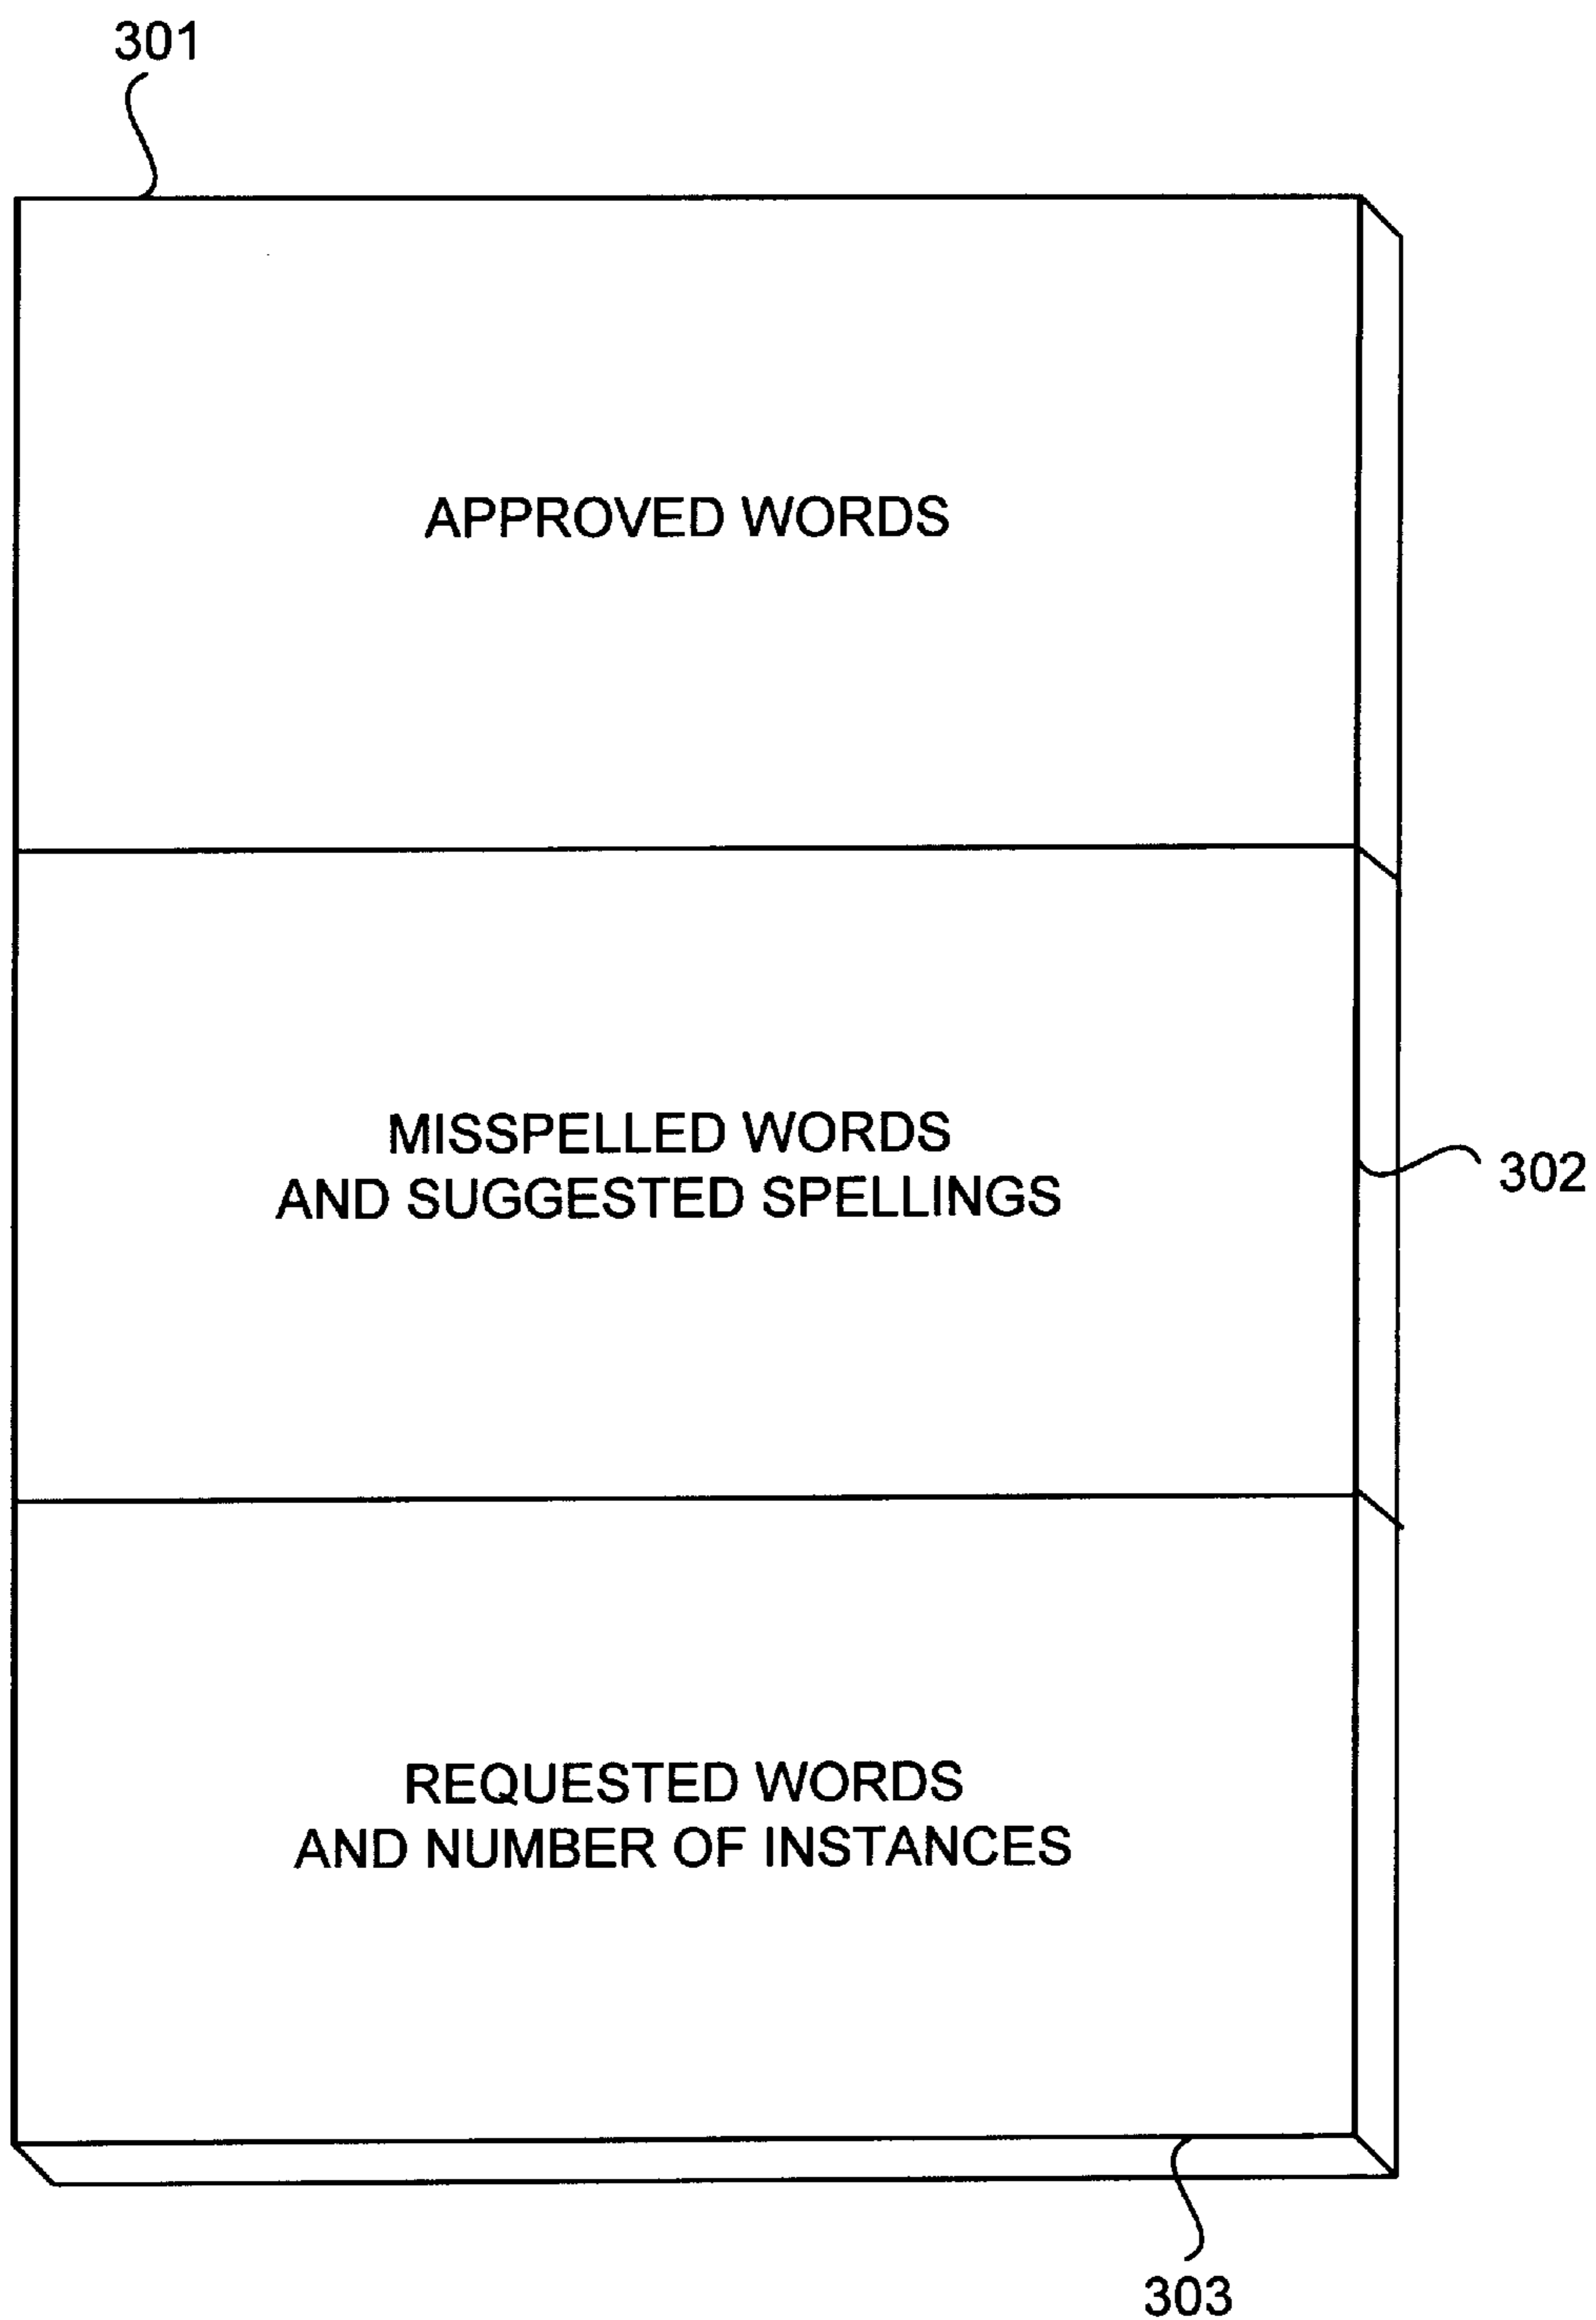 301
APPROVED WORDS
MISSPELLED WORDS
AND SUGGESTED SPELLINGS
302
REQUESTED WORDS
AND NUMBER OF INSTANCES
303